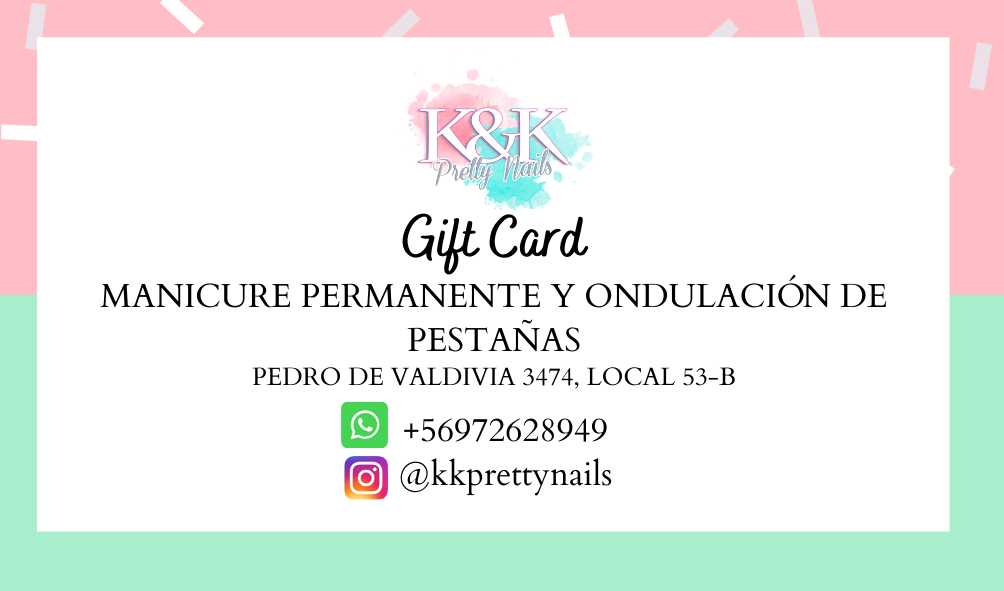 K&K
Pretty Nails
Gift Card
MANICURE PERMANENTE Y ONDULACIÓN DE
PESTAÑAS
PEDRO DE VALDIVIA 3474, LOCAL 53-B
+56972628949
@kkprettynails